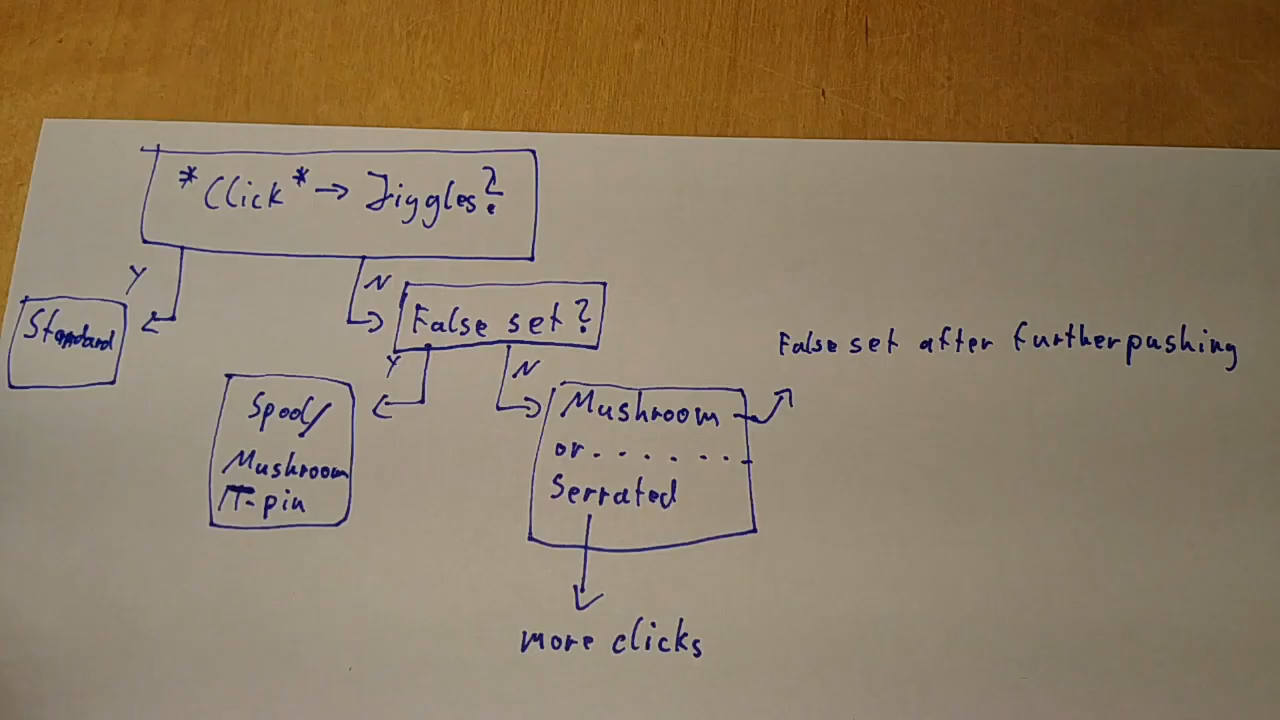 *Click* → Jiggles?
Y
N
Standard
False set?
False set after further pushing
Y
N
Spool/
Mushroom
/T-pin
Mushroom
or.......
Serrated
more clicks